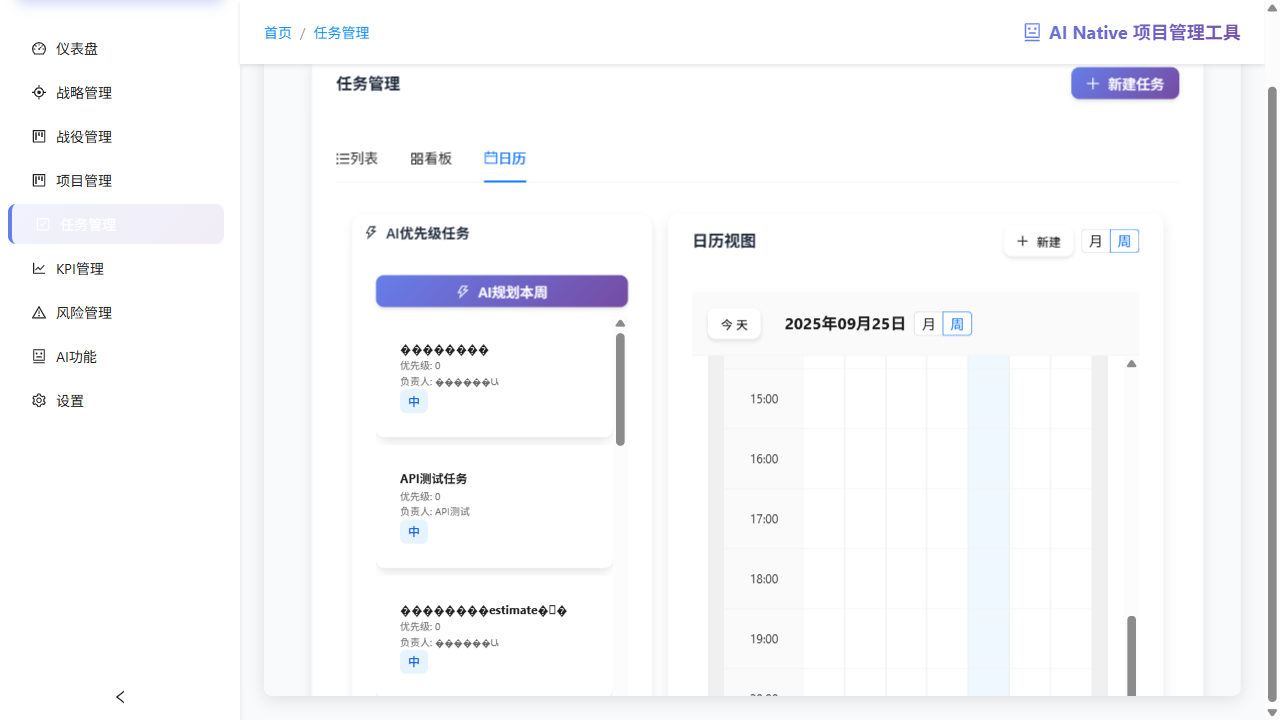 首页 / 任务管理
AI Native 项目管理工具
仪表盘
战略管理
战役管理
项目管理
任务管理
KPI管理
风险管理
AI功能
设置
任务管理
+ 新建任务
列表
看板
日历
AI优先级任务
AI规划本周
��������
优先级: 0
负责人: ������Ա
中
API测试任务
优先级: 0
负责人: API测试
中
��������estimate�ֶ�
优先级: 0
负责人: ������Ա
中
日历视图
+ 新建
月 周
今天
2025年09月25日
月 周
15:00
16:00
17:00
18:00
19:00